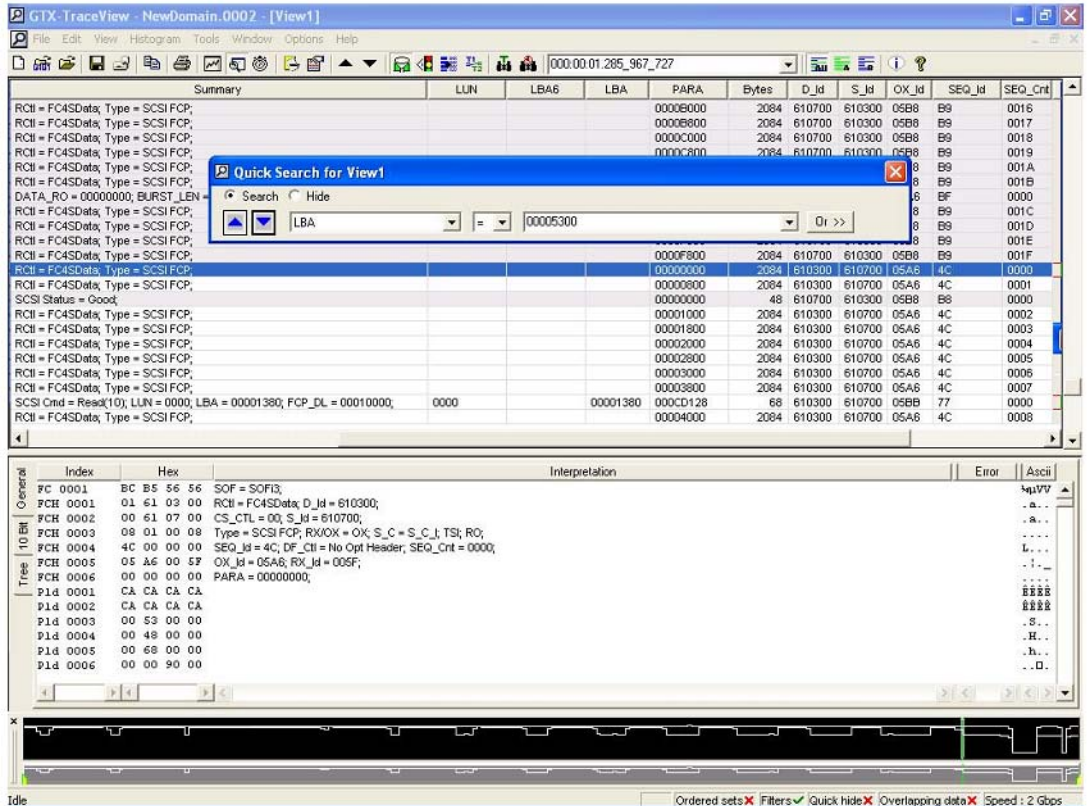 GTX-TraceView - NewDomain.0002 - [View1]
File Edit View Histogram Tools Window Options Help
000:00:01.285_967_727
Summary LUN LBA6 LBA PARA Bytes D_Id S_Id OX_Id SEQ_Id SEQ_Cnt
RCtl = FC4SData; Type = SCSI FCP; 0000B000 2084 610700 610300 05B8 B9 0016
RCtl = FC4SData; Type = SCSI FCP; 0000B800 2084 610700 610300 05B8 B9 0017
RCtl = FC4SData; Type = SCSI FCP; 0000C000 2084 610700 610300 05B8 B9 0018
RCtl = FC4SData; Type = SCSI FCP; 0000C800 2084 610700 610300 05B8 B9 0019
RCtl = FC4SData; Type = SCSI FCP; 8 B9 001A
RCtl = FC4SData; Type = SCSI FCP; 8 B9 001B
DATA_RO = 00000000; BURST_LEN = 6 BF 0000
RCtl = FC4SData; Type = SCSI FCP; 8 B9 001C
RCtl = FC4SData; Type = SCSI FCP; 8 B9 001D
RCtl = FC4SData; Type = SCSI FCP; 8 B9 001E
RCtl = FC4SData; Type = SCSI FCP; 0000F800 2084 610700 610300 05B8 B9 001F
RCtl = FC4SData; Type = SCSI FCP; 00000000 2084 610300 610700 05A6 4C 0000
RCtl = FC4SData; Type = SCSI FCP; 00000800 2084 610300 610700 05A6 4C 0001
SCSI Status = Good; 00000000 48 610700 610300 05B8 B8 0000
RCtl = FC4SData; Type = SCSI FCP; 00001000 2084 610300 610700 05A6 4C 0002
RCtl = FC4SData; Type = SCSI FCP; 00001800 2084 610300 610700 05A6 4C 0003
RCtl = FC4SData; Type = SCSI FCP; 00002000 2084 610300 610700 05A6 4C 0004
RCtl = FC4SData; Type = SCSI FCP; 00002800 2084 610300 610700 05A6 4C 0005
RCtl = FC4SData; Type = SCSI FCP; 00003000 2084 610300 610700 05A6 4C 0006
RCtl = FC4SData; Type = SCSI FCP; 00003800 2084 610300 610700 05A6 4C 0007
SCSI Cmd = Read(10); LUN = 0000; LBA = 00001380; FCP_DL = 00010000; 0000 00001380 000CD128 68 610300 610700 05BB 77 0000
RCtl = FC4SData; Type = SCSI FCP; 00004000 2084 610300 610700 05A6 4C 0008
Quick Search for View1
Search Hide
LBA = 00005300 Or >>
General
10 Bit
Tree
Index Hex Interpretation Error Ascii
FC 0001 BC B5 56 56 SOF = SOFi3; ¼µVV
FCH 0001 01 61 03 00 RCtl = FC4SData; D_Id = 610300; .a..
FCH 0002 00 61 07 00 CS_CTL = 00; S_Id = 610700; .a..
FCH 0003 08 01 00 08 Type = SCSI FCP; RX/OX = OX; S_C = S_C_I; TSI; RO; ....
FCH 0004 4C 00 00 00 SEQ_Id = 4C; DF_Ctl = No Opt Header; SEQ_Cnt = 0000; L...
FCH 0005 05 A6 00 5F OX_Id = 05A6; RX_Id = 005F; .¦._
FCH 0006 00 00 00 00 PARA = 00000000; ....
Pld 0001 CA CA CA CA ÊÊÊÊ
Pld 0002 CA CA CA CA ÊÊÊÊ
Pld 0003 00 53 00 00 .S..
Pld 0004 00 48 00 00 .H..
Pld 0005 00 68 00 00 .h..
Pld 0006 00 00 90 00 ..□.
Idle Ordered sets Filters Quick hide Overlapping data Speed : 2 Gbps